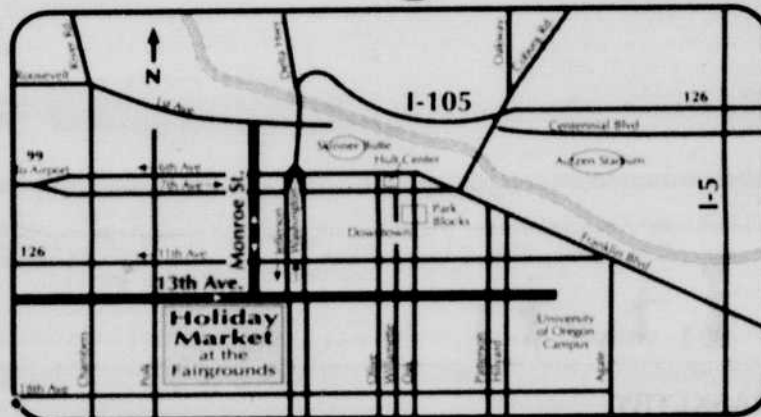 River Rd.
N
Delta Hwy
Oakway
Coburg Rd.
Roosevelt
1st Ave
I-105
126
Centennial Blvd
Skinner Butte
Hult Center
Autzen Stadium
99
to Airport
6th Ave
7th Ave
Monroe St.
I-5
Jefferson
Washington
Park
Blocks
Downtown
Franklin Blvd
126
11th Ave
13th Ave.
Holiday
Market
at the
Fairgrounds
University
of Oregon
Campus
Chambers
Polk
Olive
Willamette
Oak
Patterson
Hilyard
Agate
18th Ave